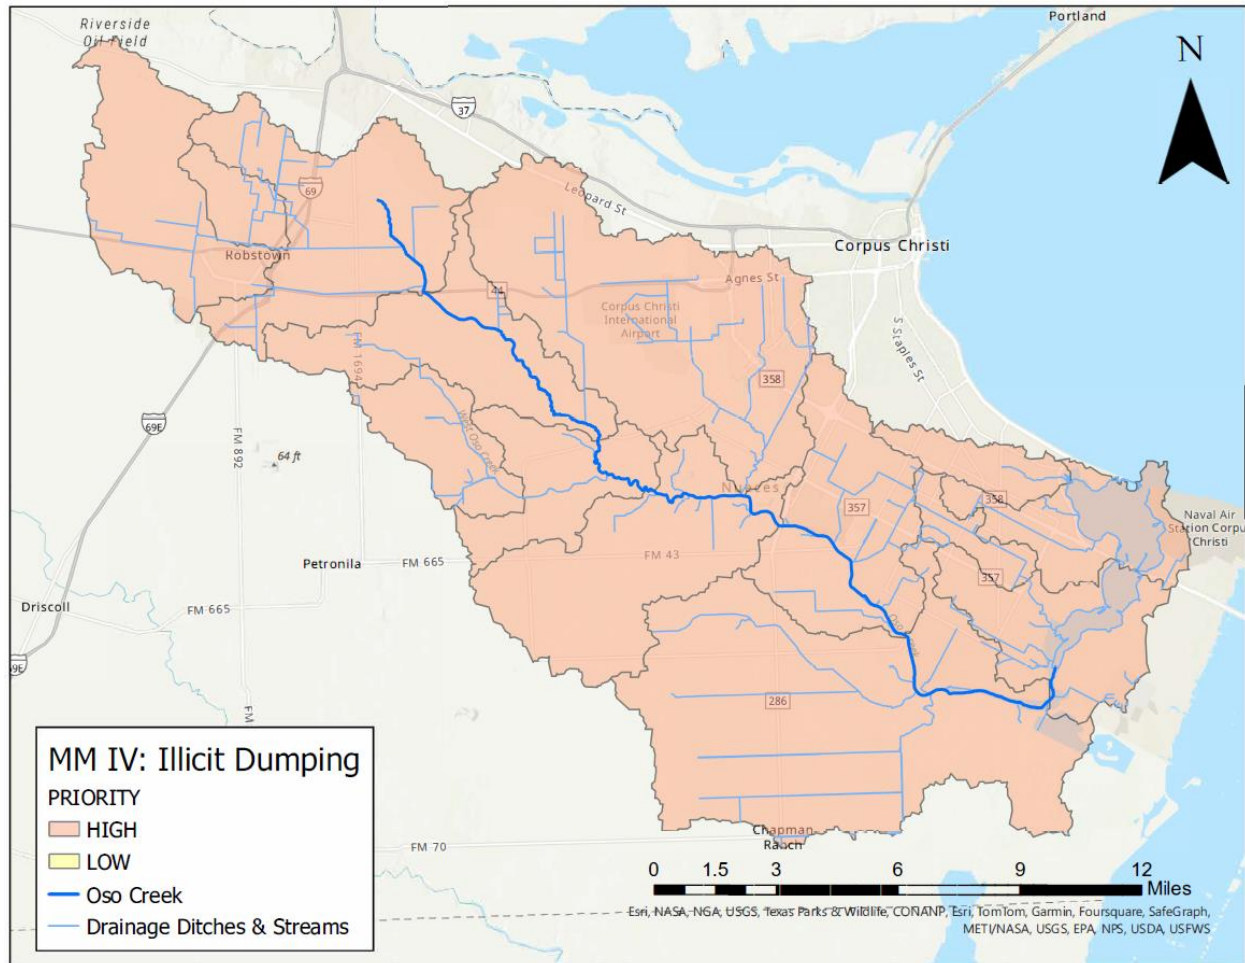 Riverside
Oil Field
Portland
N
37
Leopard St
69
Corpus Christi
Robstown
Agnes St
44
Corpus Christi
International
Airport
S Staples St
FM 1694
358
69E
FM 892
64 ft
West Oso Creek
Nueces
357
358
Naval Air
Station Corpu
Christi
FM 43
Petronila
FM 665
357
Driscoll
FM 665
Oso Creek
69E
286
FM
MM IV: Illicit Dumping
PRIORITY
HIGH
LOW
Oso Creek
Drainage Ditches & Streams
Chapman
Ranch
FM 70
0 1.5 3 6 9 12
Miles
Esri, NASA, NGA, USGS, Texas Parks & Wildlife, CONANP, Esri, TomTom, Garmin, Foursquare, SafeGraph,
METI/NASA, USGS, EPA, NPS, USDA, USFWS